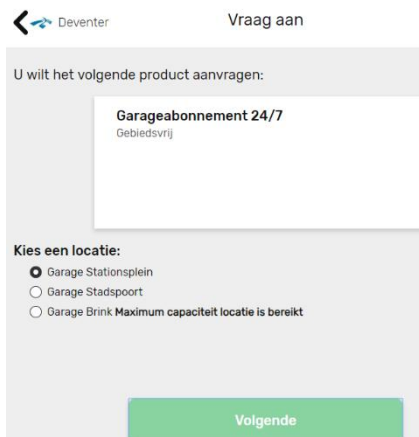 Deventer
Vraag aan
U wilt het volgende product aanvragen:
Garageabonnement 24/7
Gebiedsvrij
Kies een locatie:
Garage Stationsplein
Garage Stadspoort
Garage Brink Maximum capaciteit locatie is bereikt
Volgende